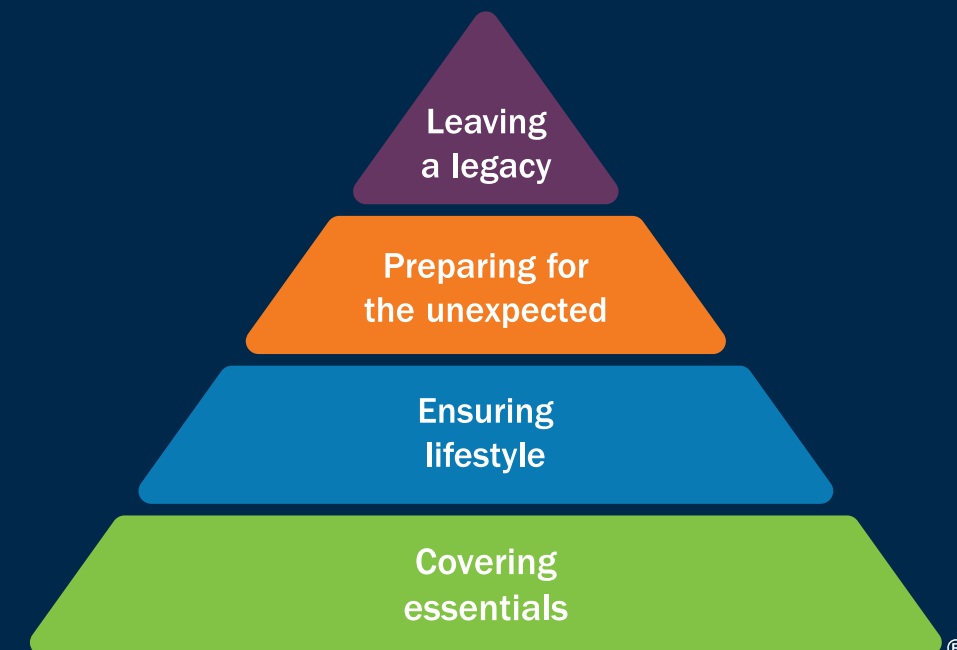 Leaving
a legacy
Preparing for
the unexpected
Ensuring
lifestyle
Covering
essentials
®